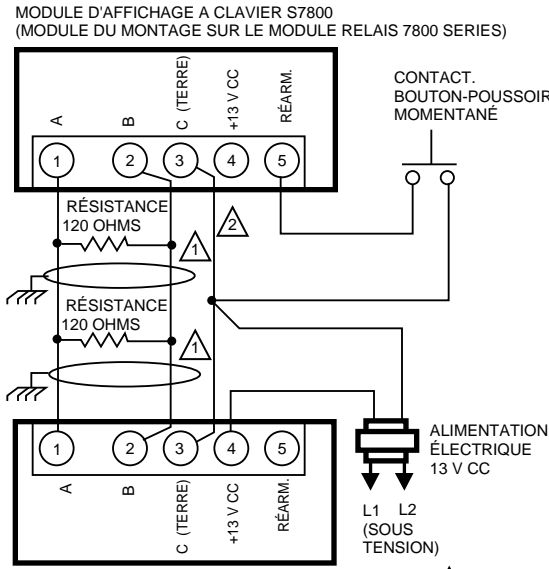 MODULE D'AFFICHAGE A CLAVIER S7800
(MODULE DU MONTAGE SUR LE MODULE RELAIS 7800 SERIES)
A
B
C (TERRE)
+13 V CC
RÉARM.
1
2
3
4
5
CONTACT.
BOUTON-POUSSOIR
MOMENTANÉ
RÉSISTANCE
120 OHMS
1
2
RÉSISTANCE
120 OHMS
1
1
2
3
4
5
A
B
C (TERRE)
+13 V CC
RÉARM.
ALIMENTATION
ÉLECTRIQUE
13 V CC
L1 L2
(SOUS
TENSION)